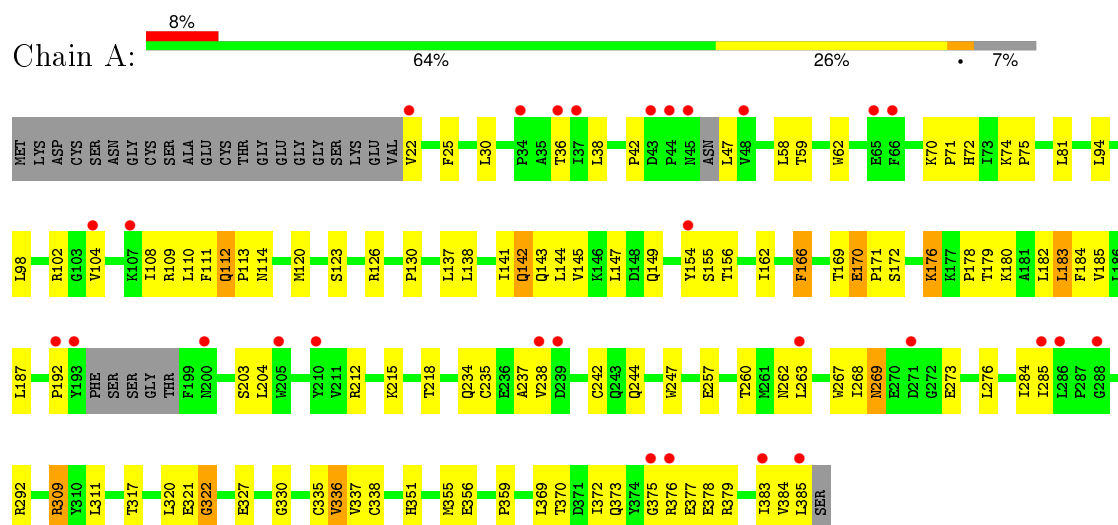 8%
Chain A:
64% 26% • 7%
MET LYS ASP CYS SER ASN GLY CYS SER ALA GLU CYS THR GLY GLU GLY GLY SER LYS GLU VAL V22 F25 L30 P34 A35 T36 I37 L38 P42 D43 P44 N45 ASN L47 V48 L58 T59 W62 E65 F66 K70 P71 H72 I73 K74 P75 L81 L94
L98 R102 G103 V104 K107 I108 R109 L110 F111 Q112 P113 N114 M120 S123 R126 P130 L137 L138 I141 Q142 Q143 L144 V145 K146 L147 D148 Q149 Y154 S155 T156 I162 F166 T169 E170 P171 S172 K176 K177 P178 T179 K180 A181 L182 L183 F184 V185 L186
L187 P192 Y193 PHE SER SER GLY THR F199 N200 S203 L204 W205 Y210 V211 R212 K215 T218 Q234 C235 E236 A237 V238 D239 C242 Q243 Q244 W247 E257 T260 M261 N262 L263 W267 I268 N269 E270 D271 G272 E273 L276 I284 I285 L286 P287 G288
R292 R309 Y310 L311 T317 L320 E321 G322 E327 G330 C335 V336 V337 C338 H351 M355 E356 P359 L369 T370 D371 I372 Q373 Y374 G375 R376 E377 E378 R379 I383 V384 L385 SER